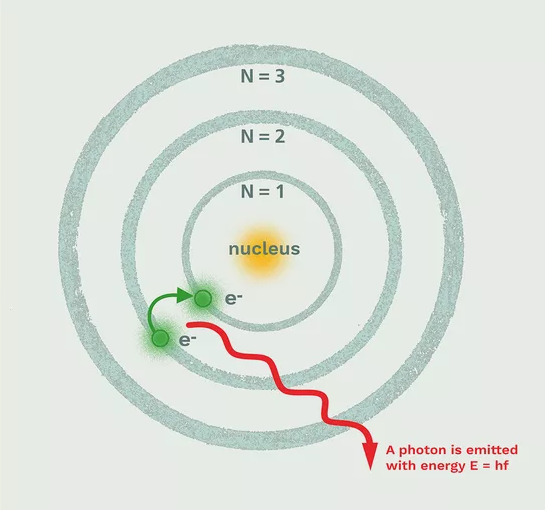 N = 3
N = 2
N = 1
nucleus
e-
e-
A photon is emitted
with energy E = hf